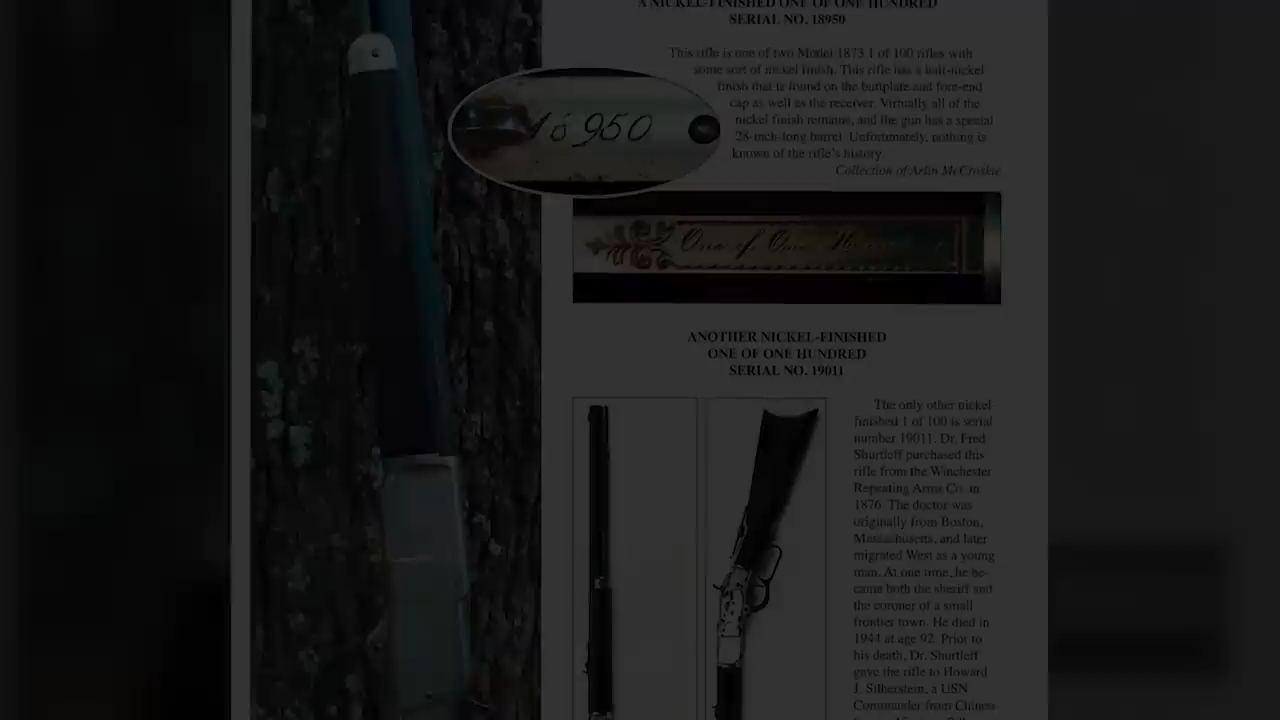 A NICKEL-FINISHED ONE OF ONE HUNDRED
SERIAL NO. 18950
This rifle is one of two Model 1873 1 of 100 rifles with
some sort of nickel finish. This rifle has a half-nickel
finish that is found on the buttplate and fore-end
cap as well as the receiver. Virtually all of the
nickel finish remains, and the gun has a special
28-inch-long barrel. Unfortunately, nothing is
known of the rifle's history.
Collection of Arlin McCroskie
18950
One of One
ANOTHER NICKEL-FINISHED
ONE OF ONE HUNDRED
SERIAL NO. 19011
The only other nickel-
finished 1 of 100 is serial
number 19011. Dr. Fred
Shurtleff purchased this
rifle from the Winchester
Repeating Arms Co. in
1876. The doctor was
originally from Boston,
Massachusetts, and later
migrated West as a young
man. At one time, he be-
came both the sheriff and
the coroner of a small
frontier town. He died in
1944 at age 92. Prior to
his death, Dr. Shurtleff
gave the rifle to Howard
J. Silberstein, a USN
Commander from Chinese